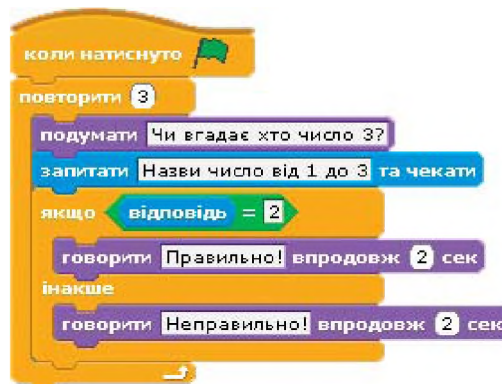 коли натиснуто
повторити 3
подумати Чи вгадає хто число 3?
запитати Назви число від 1 до 3 та чекати
якщо відповідь = 2
говорити Правильно! впродовж 2 сек
інакше
говорити Неправильно! впродовж 2 сек